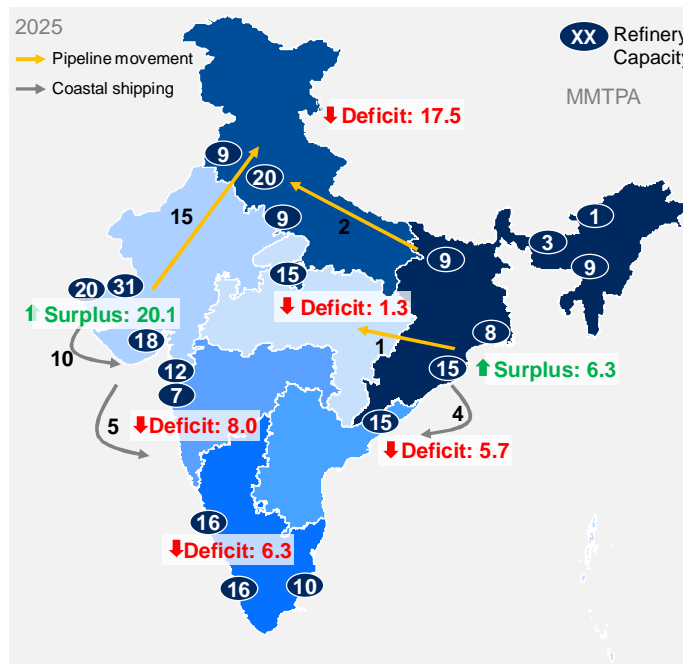 2025
Pipeline movement
Coastal shipping
XX Refinery
Capacity
MMTPA
Deficit: 17.5
9
20
15
9
2
1
3
9
9
15
Deficit: 1.3
20
31
Surplus: 20.1
18
8
1
10
12
15
Surplus: 6.3
7
4
5
Deficit: 8.0
15
Deficit: 5.7
16
Deficit: 6.3
16
10